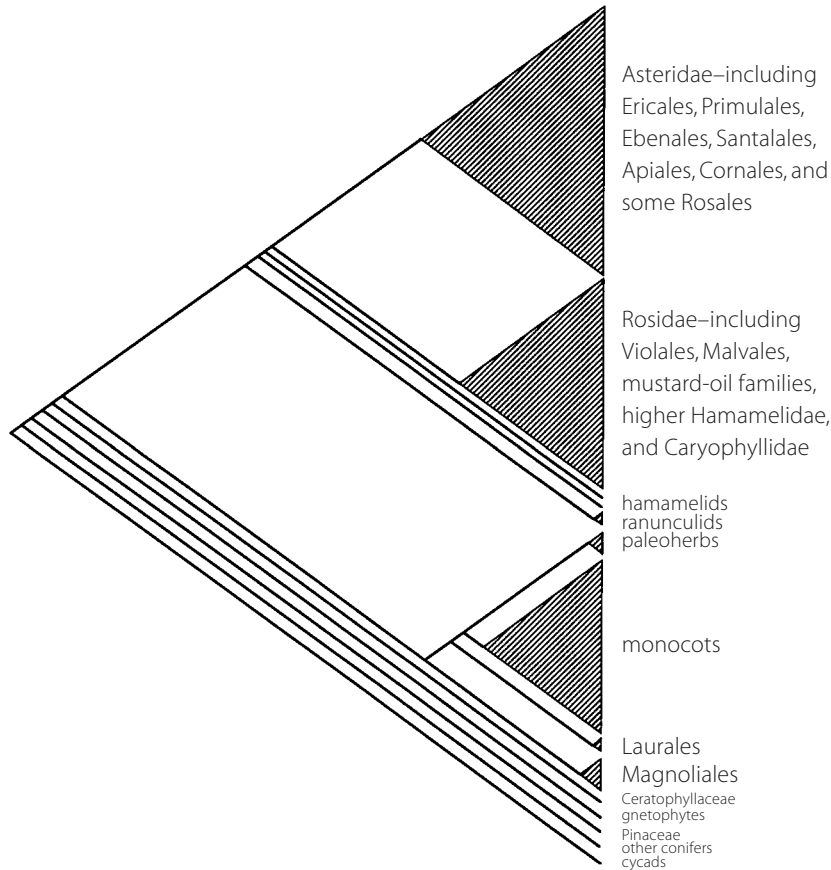 Asteridae–including
Ericales, Primulales,
Ebenales, Santalales,
Apiales, Cornales, and
some Rosales
Rosidae–including
Violales, Malvales,
mustard-oil families,
higher Hamamelidae,
and Caryophyllidae
hamamelids
ranunculids
paleoherbs
monocots
Laurales
Magnoliales
Ceratophyllaceae
gnetophytes
Pinaceae
other conifers
cycads